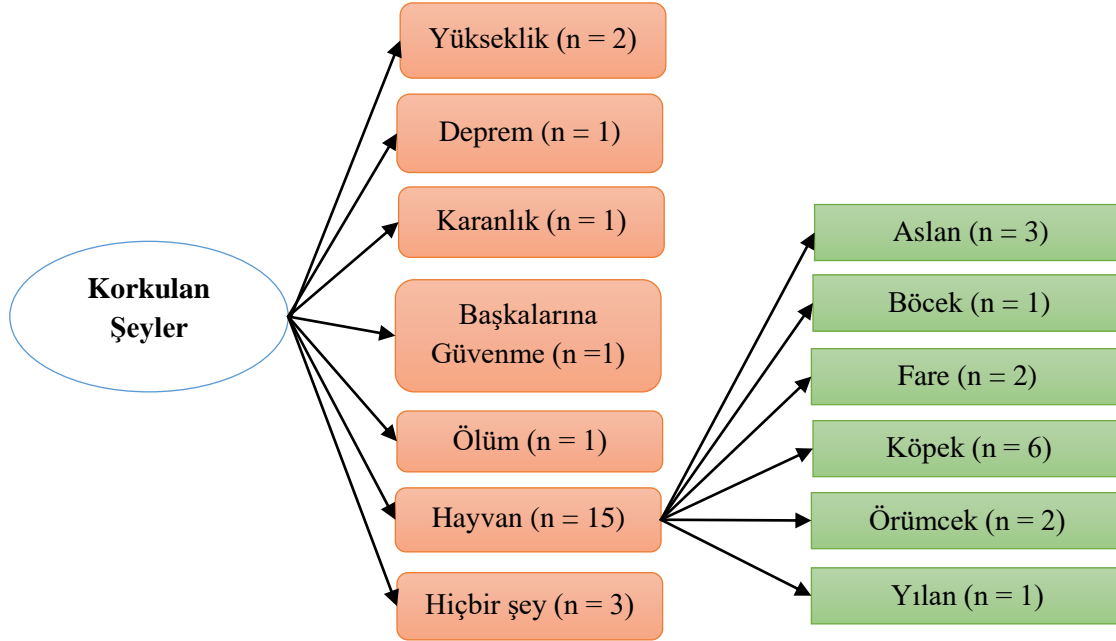 Korkulan
Şeyler
Yükseklik (n = 2)
Deprem (n = 1)
Karanlık (n = 1)
Başkalarına
Güvenme (n =1)
Ölüm (n = 1)
Hayvan (n = 15)
Hiçbir şey (n = 3)
Aslan (n = 3)
Böcek (n = 1)
Fare (n = 2)
Köpek (n = 6)
Örümcek (n = 2)
Yılan (n = 1)